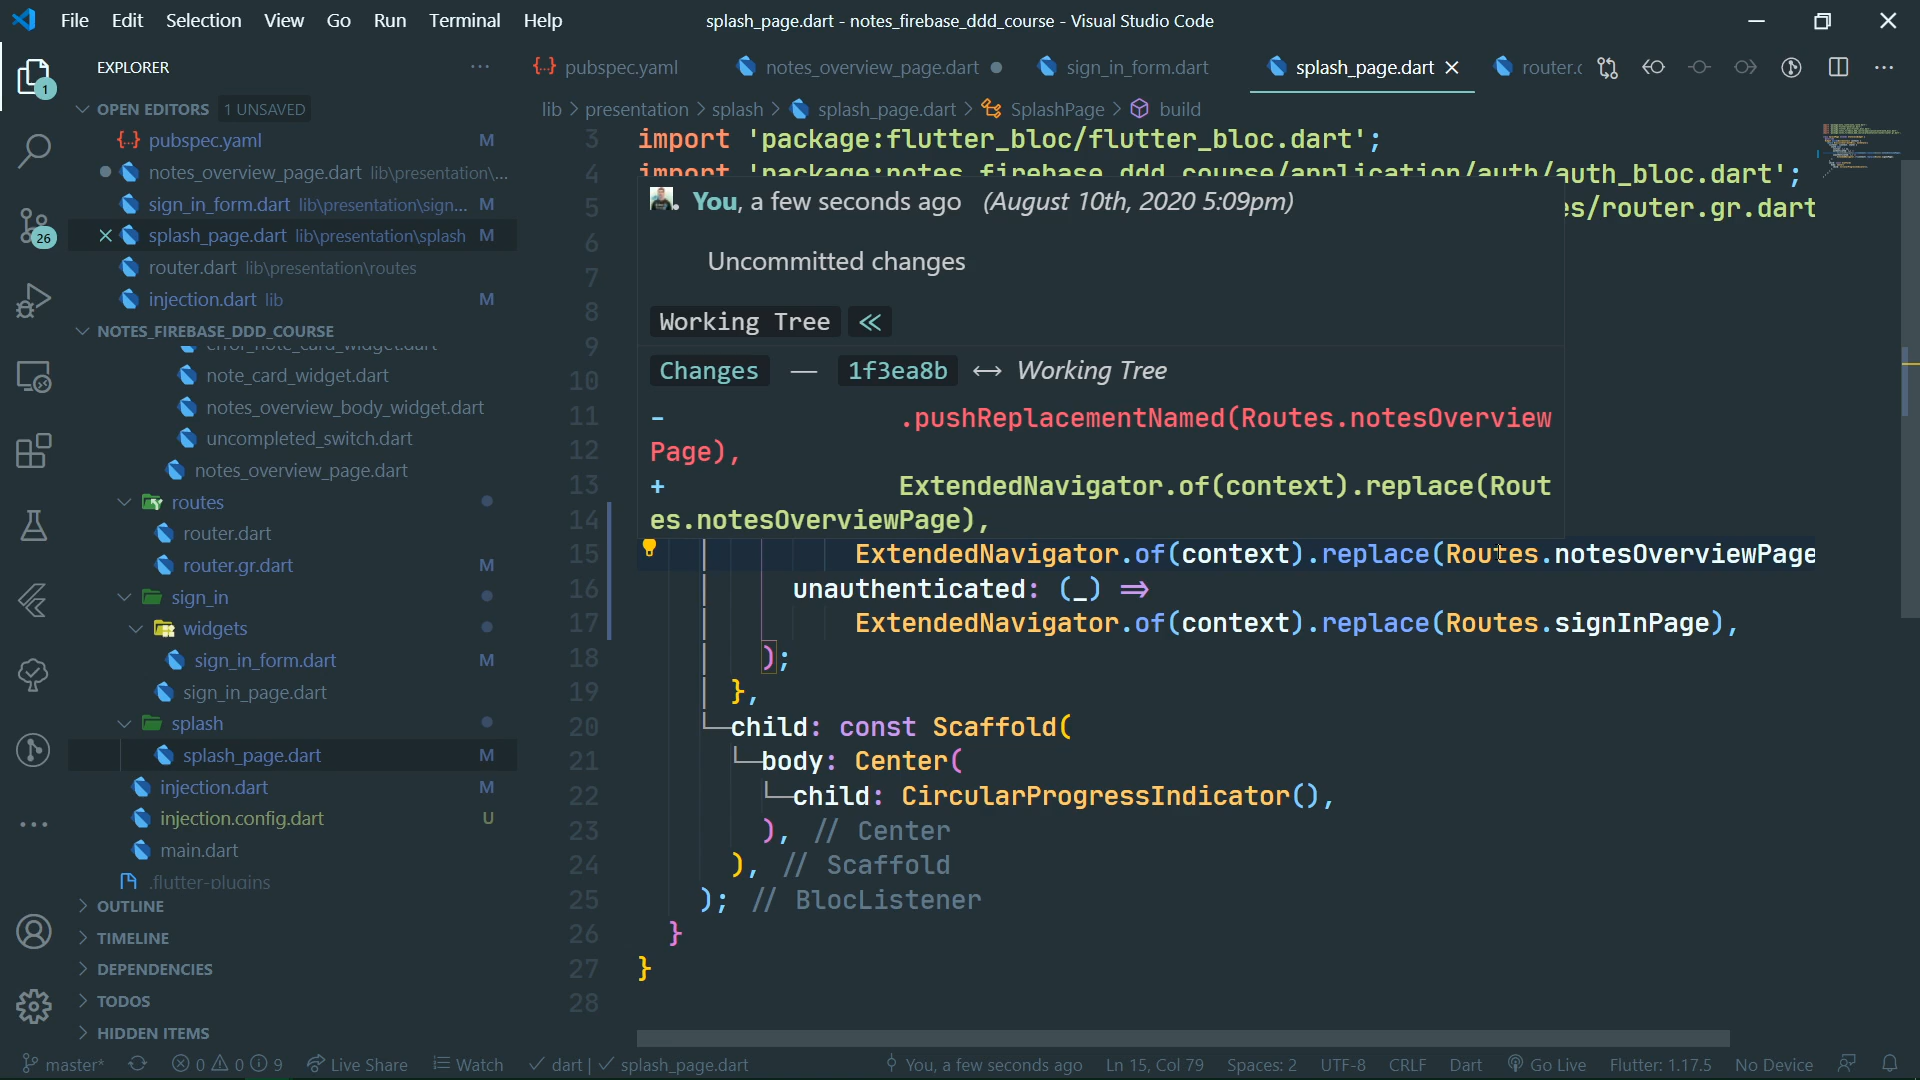 File Edit Selection View Go Run Terminal Help
splash_page.dart - notes_firebase_ddd_course - Visual Studio Code
EXPLORER
pubspec.yaml
notes_overview_page.dart
sign_in_form.dart
splash_page.dart
router.
1
OPEN EDITORS 1 UNSAVED
pubspec.yaml M
notes_overview_page.dart lib\presentation\...
sign_in_form.dart lib\presentation\sign... M
splash_page.dart lib\presentation\splash M
router.dart lib\presentation\routes
injection.dart lib M
26
NOTES_FIREBASE_DDD_COURSE
error_note_card_widget.dart
note_card_widget.dart
notes_overview_body_widget.dart
uncompleted_switch.dart
notes_overview_page.dart
routes
router.dart
router.gr.dart M
sign_in
widgets
sign_in_form.dart M
sign_in_page.dart
splash
splash_page.dart M
injection.dart M
injection.config.dart U
main.dart
.flutter-plugins
OUTLINE
TIMELINE
DEPENDENCIES
TODOS
HIDDEN ITEMS
lib > presentation > splash > splash_page.dart > SplashPage > build
3 import 'package:flutter_bloc/flutter_bloc.dart';
4 import 'package:notes_firebase_ddd_course/application/auth/auth_bloc.dart';
5 es/router.gr.dart
You, a few seconds ago (August 10th, 2020 5:09pm)
6
7 Uncommitted changes
8
Working Tree
9
10 Changes — 1f3ea8b ↔ Working Tree
11 - .pushReplacementNamed(Routes.notesOverview
12 Page),
13 + ExtendedNavigator.of(context).replace(Rout
14 es.notesOverviewPage),
15 ExtendedNavigator.of(context).replace(Routes.notesOverviewPage
16 unauthenticated: (_) =>
17 ExtendedNavigator.of(context).replace(Routes.signInPage),
18 );
19 },
20 child: const Scaffold(
21 body: Center(
22 child: CircularProgressIndicator(),
23 ), // Center
24 ), // Scaffold
25 ); // BlocListener
26 }
27 }
28
master* 0 0 9 Live Share Watch dart | splash_page.dart You, a few seconds ago Ln 15, Col 79 Spaces: 2 UTF-8 CRLF Dart Go Live Flutter: 1.17.5 No Device